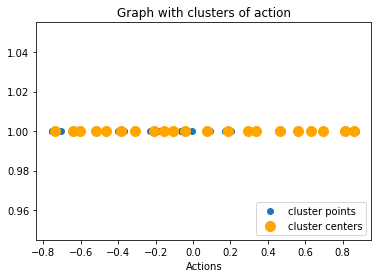 Graph with clusters of action
1.04
1.02
1.00
0.98
0.96
cluster points
cluster centers
−0.8 −0.6 −0.4 −0.2 0.0 0.2 0.4 0.6 0.8
Actions